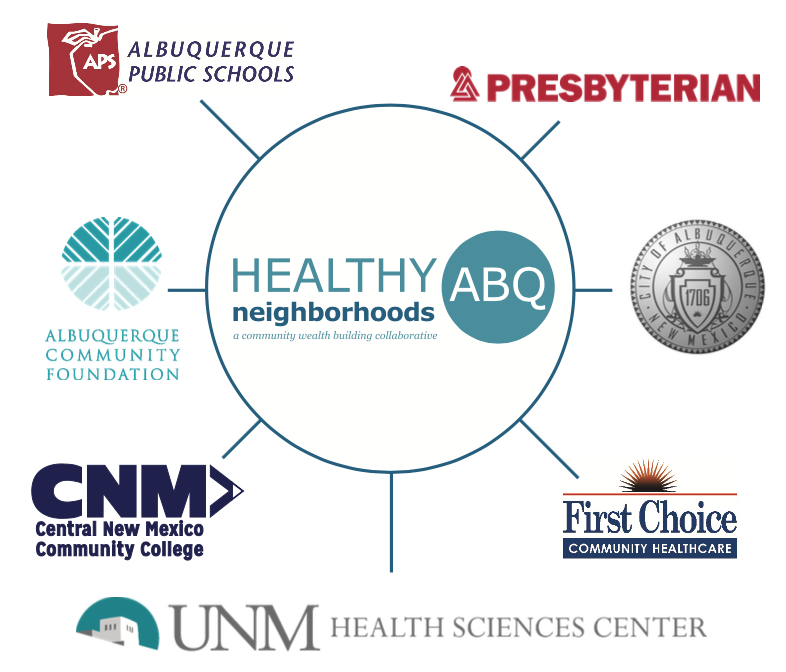 APS®
ALBUQUERQUE
PUBLIC SCHOOLS
PRESBYTERIAN
HEALTHY
neighborhoods
a community wealth building collaborative
ABQ
ALBUQUERQUE
COMMUNITY
FOUNDATION
CITY OF ALBUQUERQUE
1706
NEW MEXICO
CNM
Central New Mexico
Community College
First Choice
COMMUNITY HEALTHCARE
UNM HEALTH SCIENCES CENTER